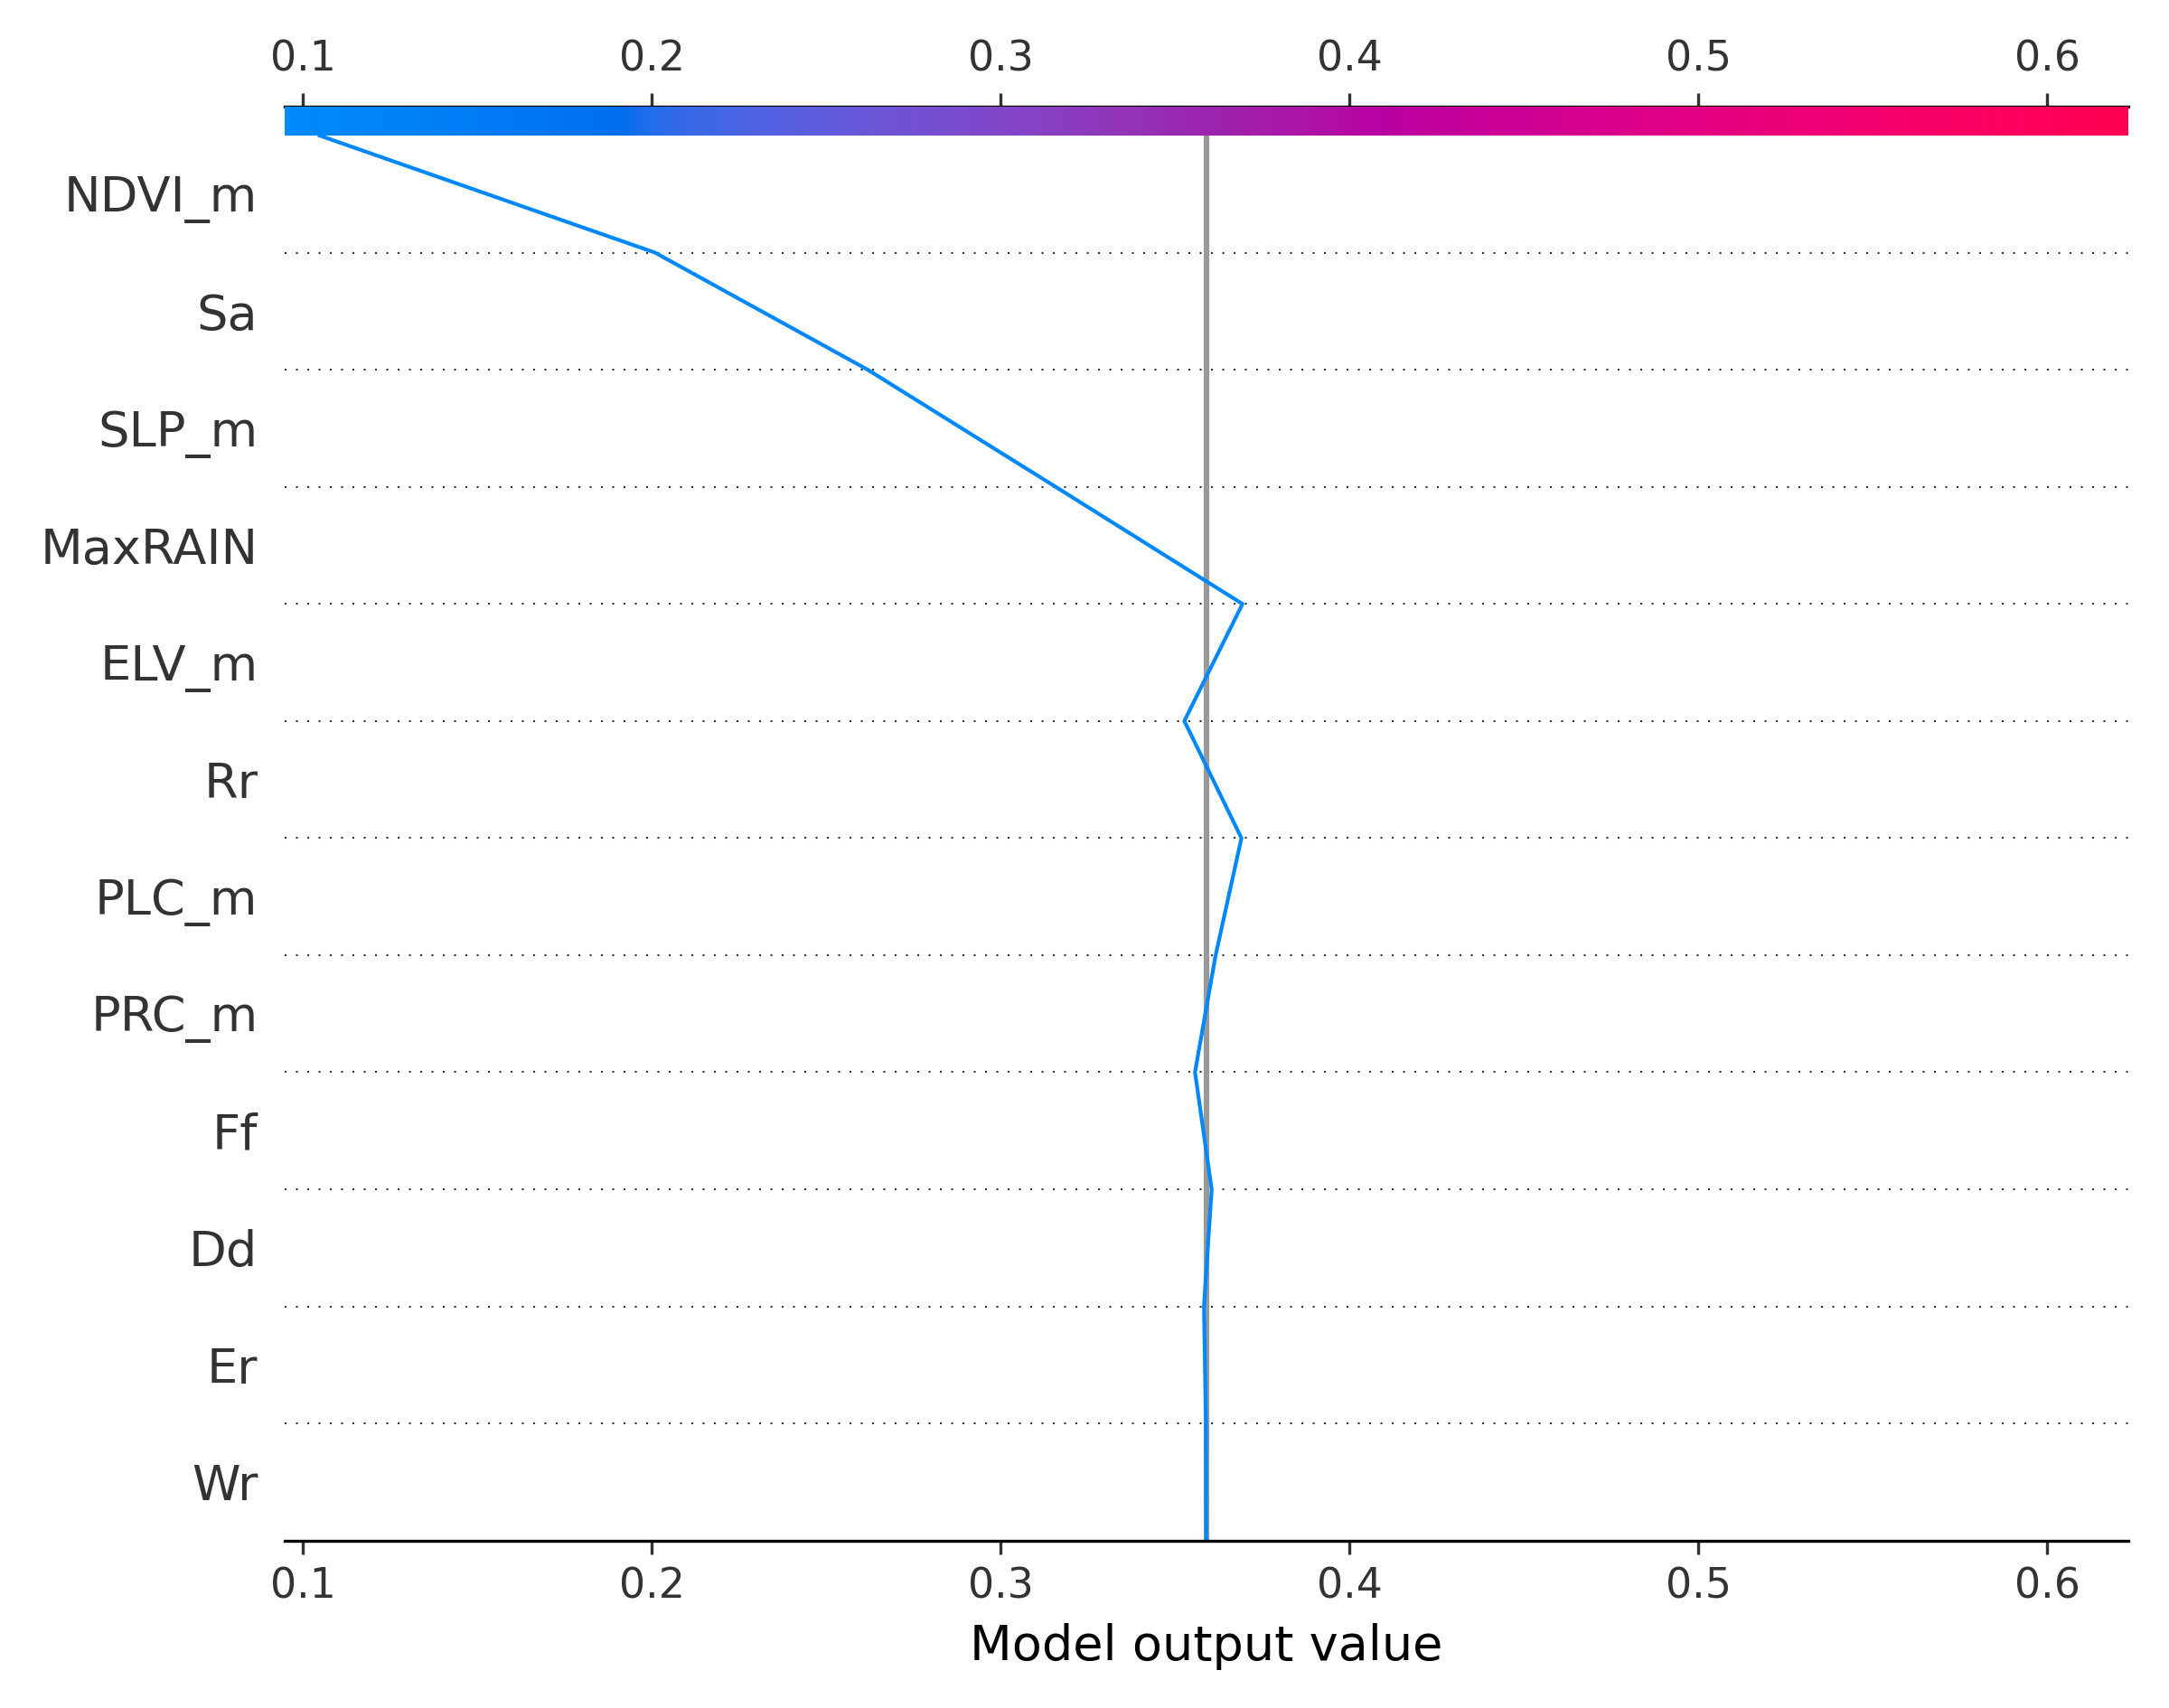 0.1 0.2 0.3 0.4 0.5 0.6
NDVI_m
Sa
SLP_m
MaxRAIN
ELV_m
Rr
PLC_m
PRC_m
Ff
Dd
Er
Wr
0.1 0.2 0.3 0.4 0.5 0.6
Model output value